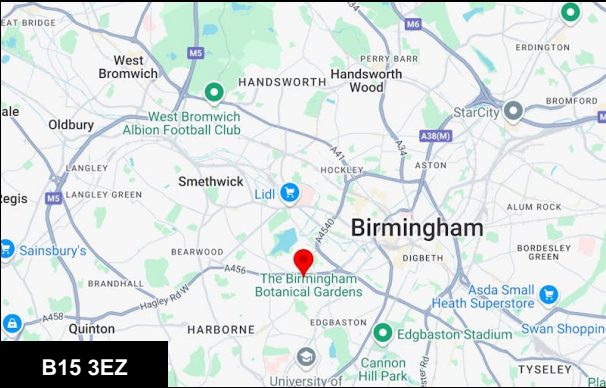 EAT BRIDGE
M6
M5
PERRY BARR
ERDINGTON
West
Bromwich
HANDSWORTH
Handsworth
Wood
BROMFORD
ale
Oldbury
West Bromwich
Albion Football Club
StarCity
A38(M)
A41
A34
ASTON
LANGLEY
HOCKLEY
LANGLEY GREEN
Smethwick
Lidl
Regis
M5
ALUM ROCK
A4540
Birmingham
Sainsbury's
BEARWOOD
DIGBETH
BORDESLEY
GREEN
A456
The Birmingham
Botanical Gardens
BRANDHALL
Hagley Rd W
Asda Small
Heath Superstore
A458
Quinton
HARBORNE
EDGBASTON
Edgbaston Stadium
Swan Shoppin
Cannon
Hill Park
B15 3EZ
University of
TYSELEY